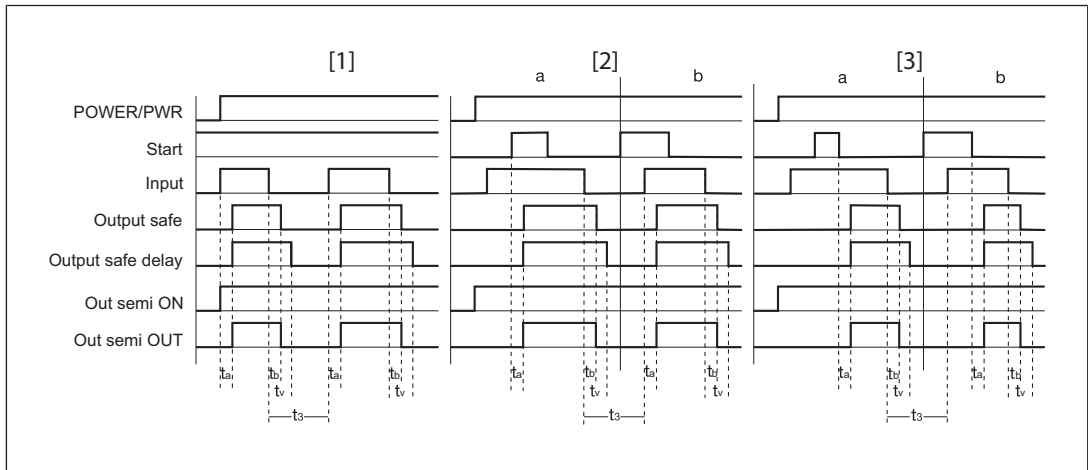 [1] [2] [3]
a b a b
POWER/PWR
Start
Input
Output safe
Output safe delay
Out semi ON
Out semi OUT
ta tb ta tb ta tb ta tb ta tb ta tb
tv tv tv tv tv tv
t3 t3 t3